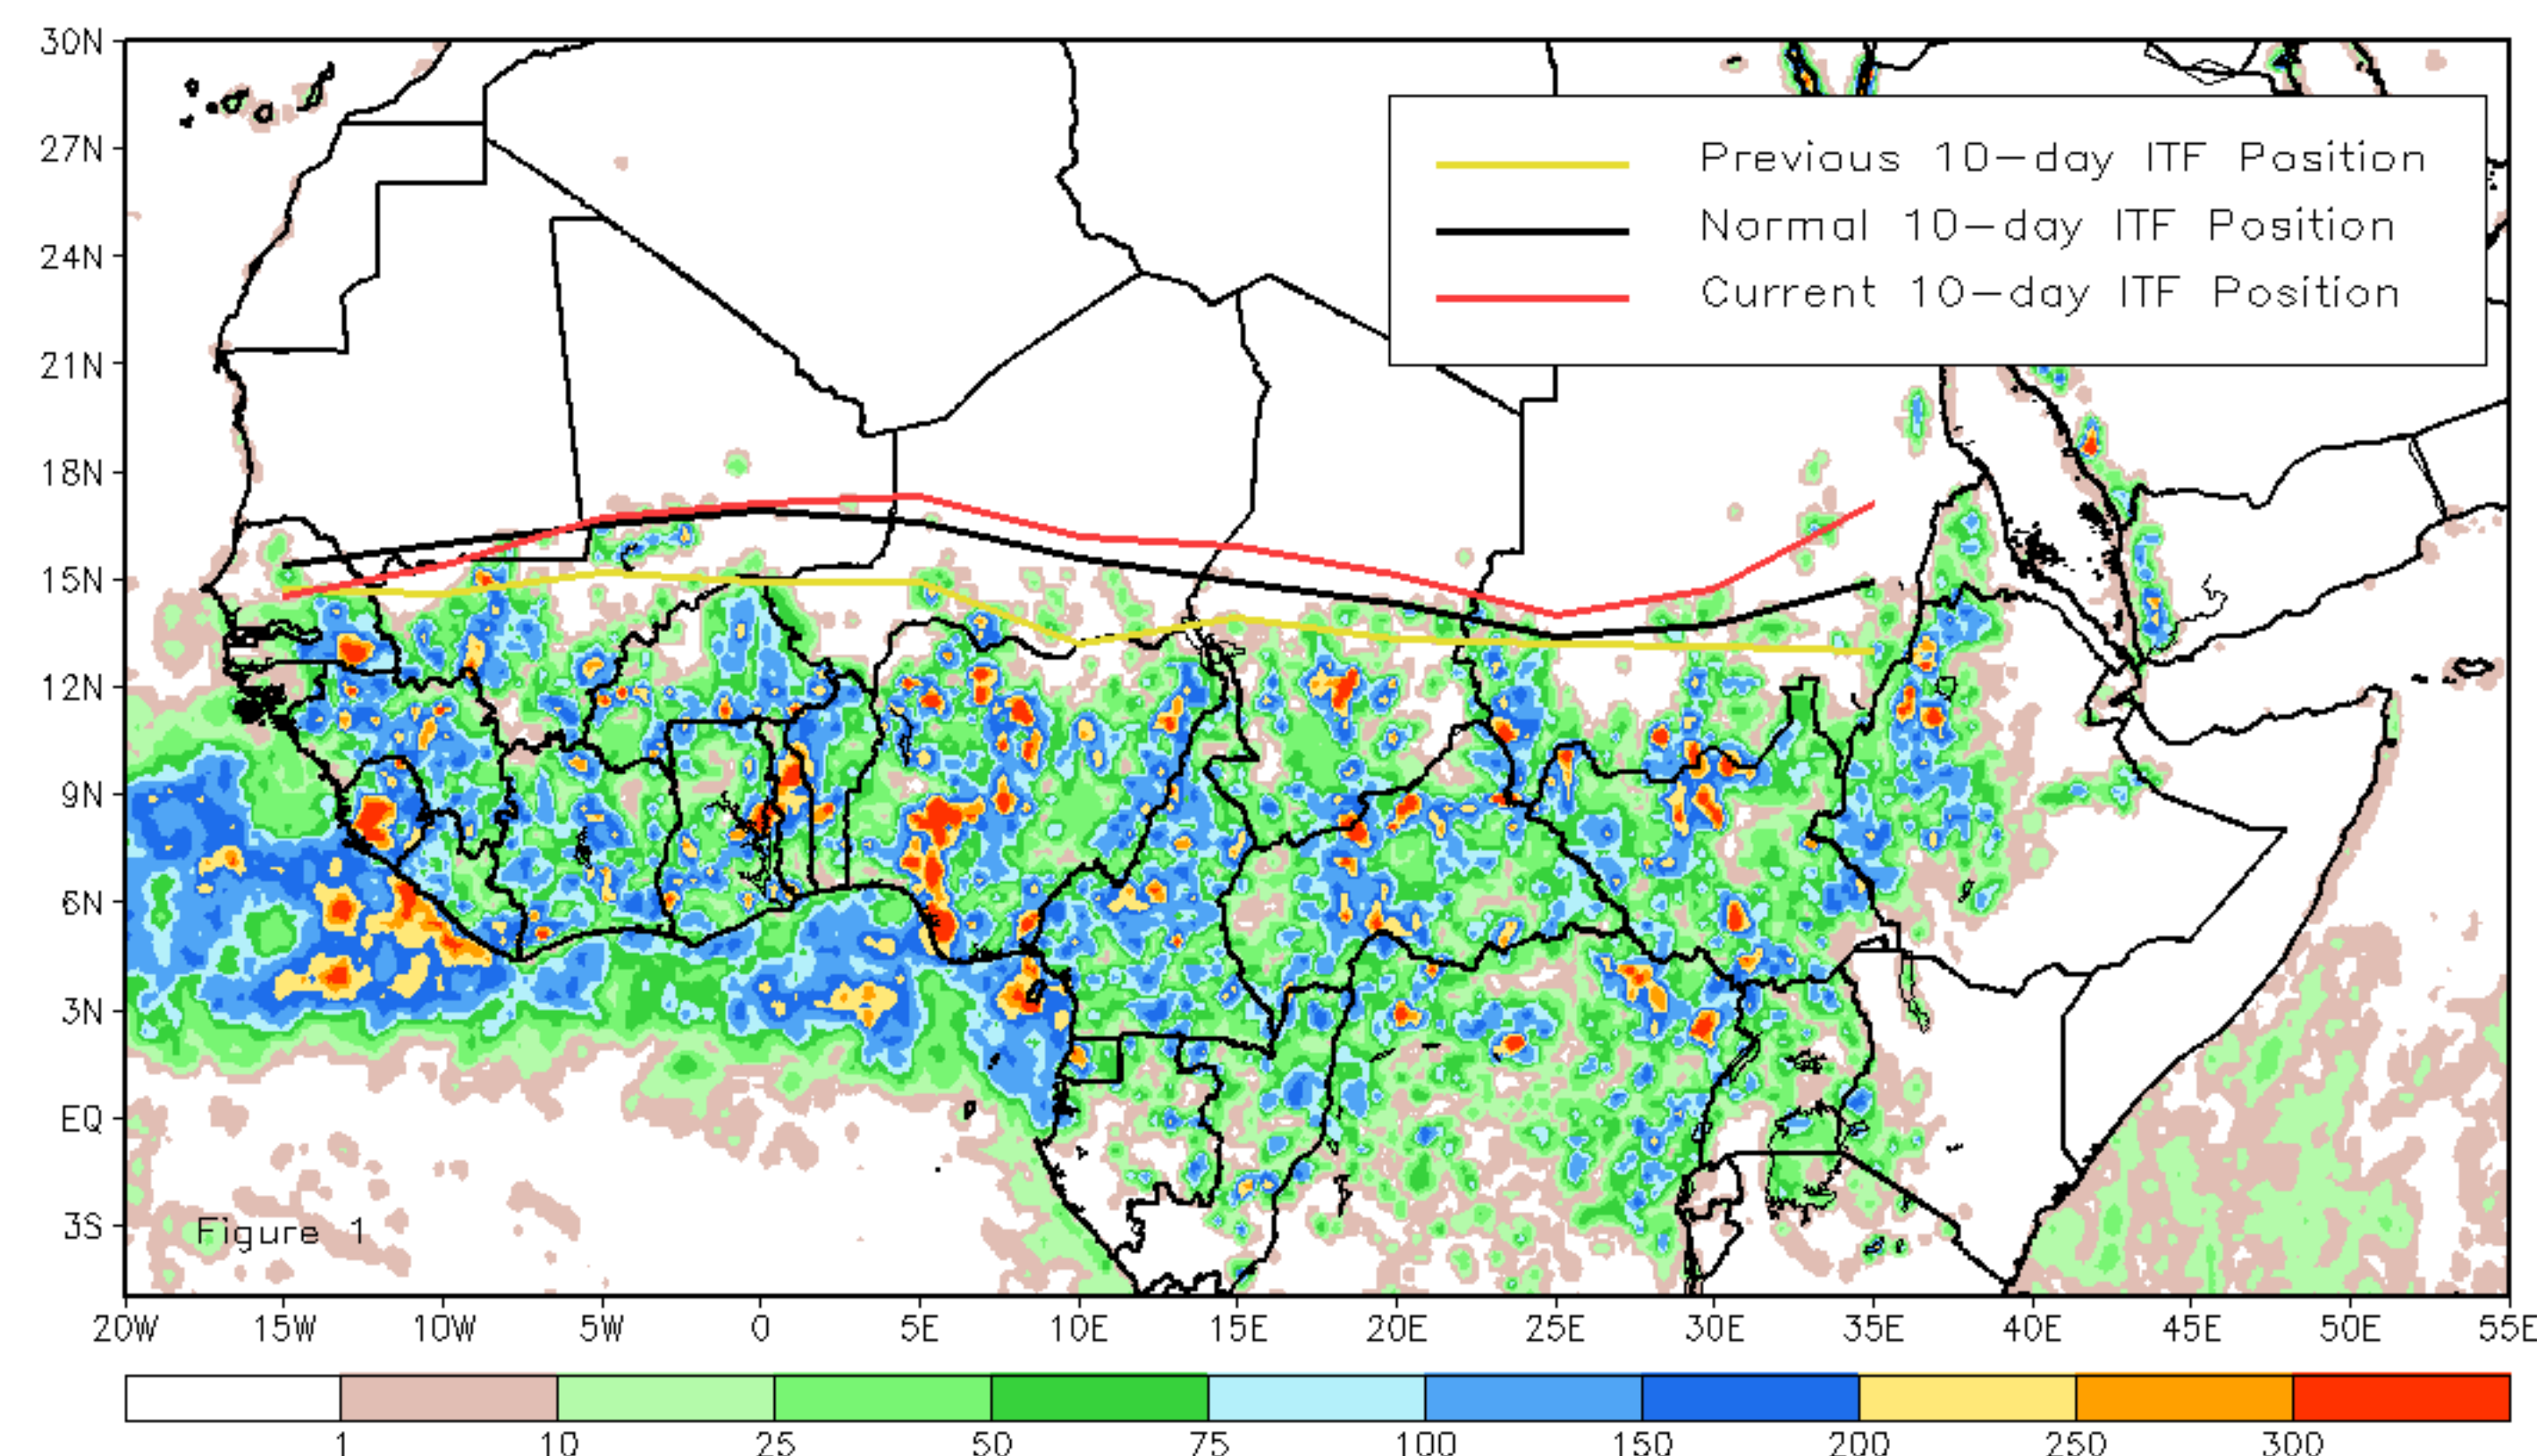 30N
27N
24N
21N
18N
15N
12N
9N
6N
3N
EQ
3S
Previous 10-day ITF Position
Normal 10-day ITF Position
Current 10-day ITF Position
Figure 1
20W 15W 10W 5W 0 5E 10E 15E 20E 25E 30E 35E 40E 45E 50E 55E
1 10 25 50 75 100 150 200 250 300